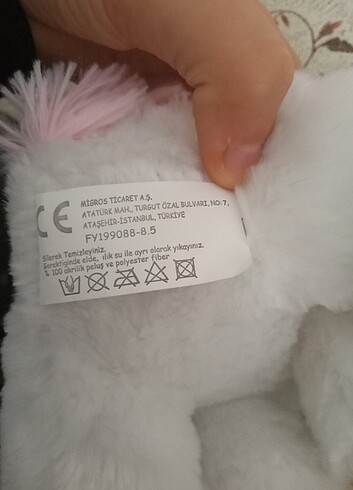 CE
MİGROS TİCARET A.Ş.
ATATÜRK MAH., TURGUT ÖZAL BULVARI, NO: 7,
ATAŞEHİR-İSTANBUL, TÜRKİYE
FY199088-8.5
Silerek Temizleyiniz.
Gerektiğinde elde, ılık su ile ayrı olarak yıkayınız.
% 100 akrilik peluş ve polyester fiber